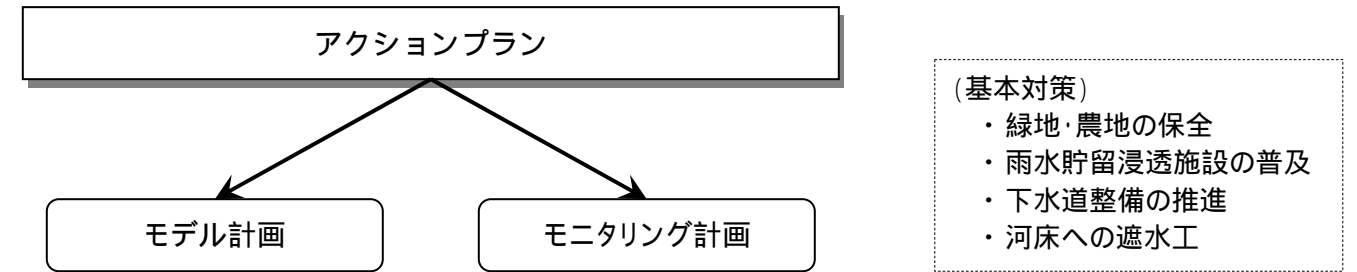 アクションプラン
モデル計画
モニタリング計画
(基本対策)
・緑地・農地の保全
・雨水貯留浸透施設の普及
・下水道整備の推進
・河床への遮水工